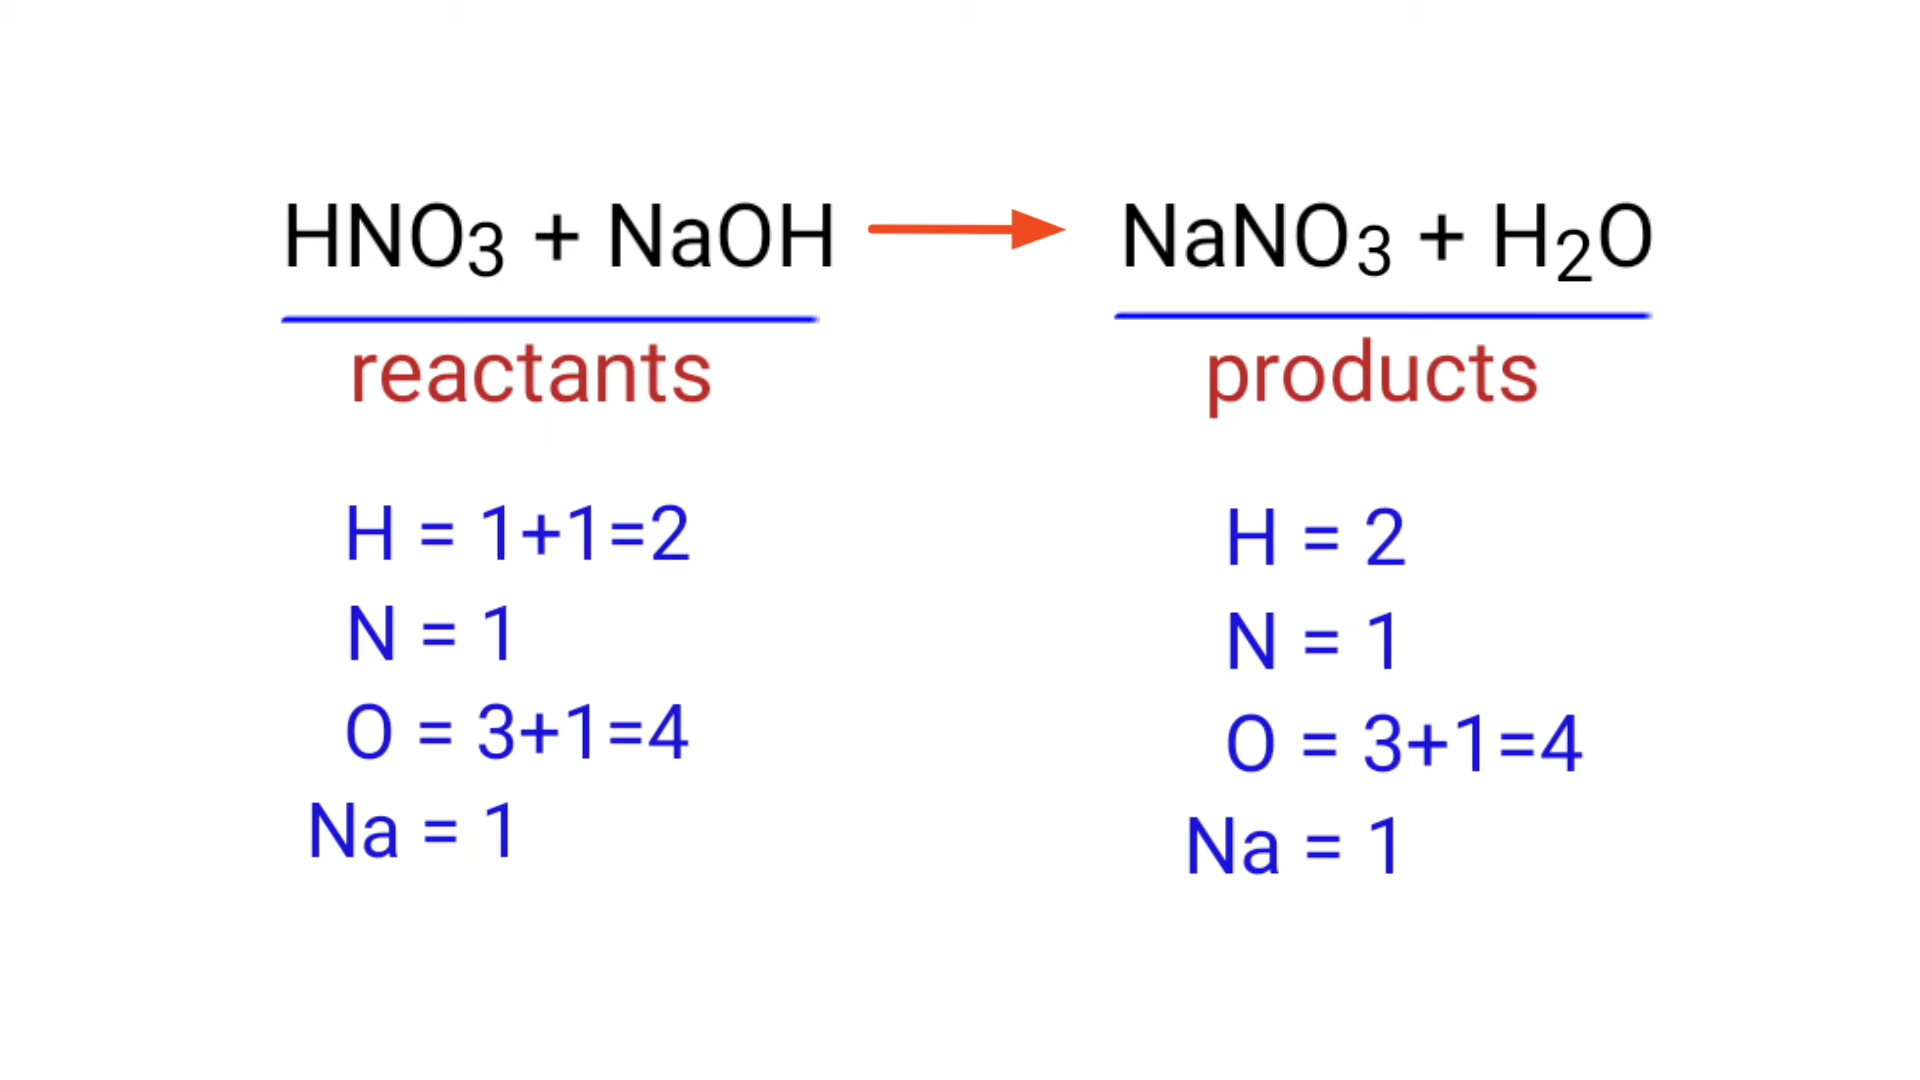 HNO3 + NaOH → NaNO3 + H2O
reactants
products
H = 1+1=2
N = 1
O = 3+1=4
Na = 1
H = 2
N = 1
O = 3+1=4
Na = 1